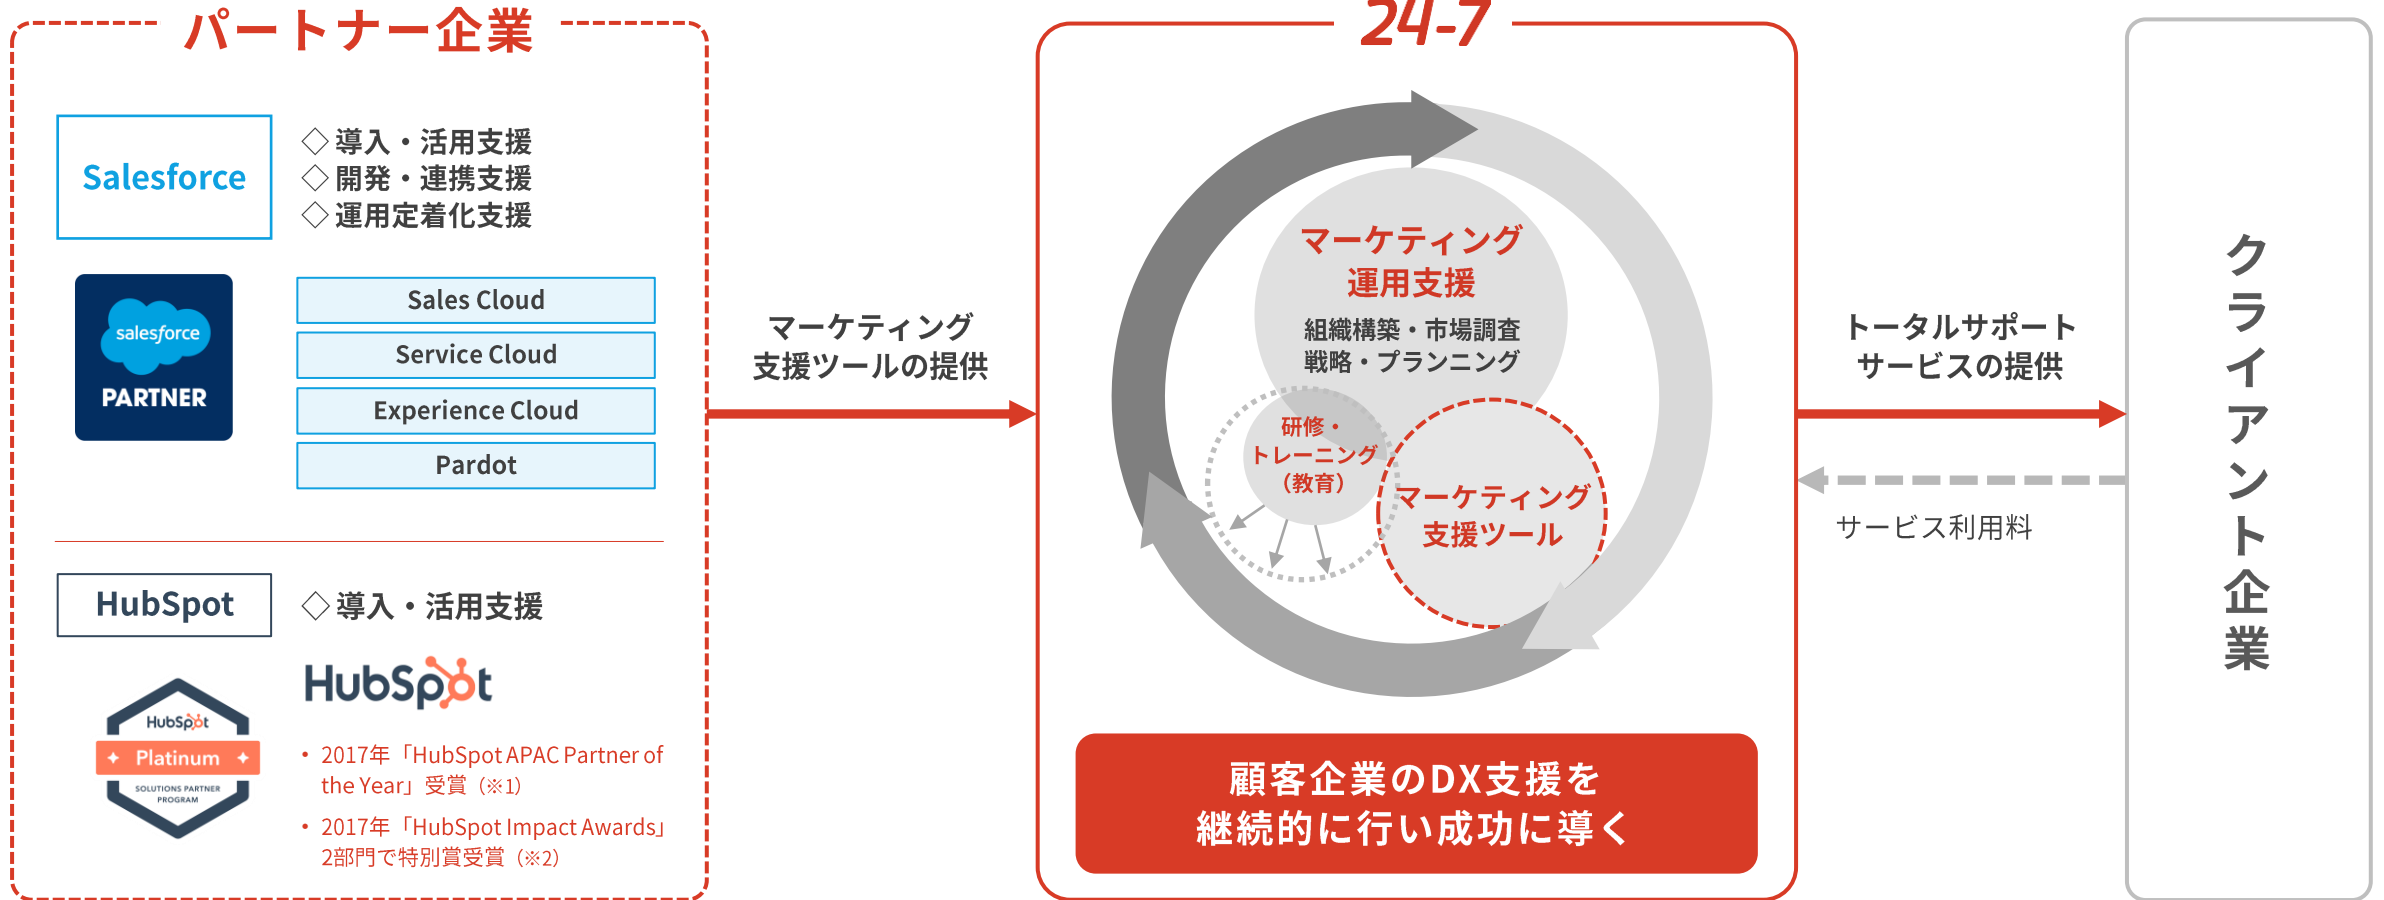 パートナー企業
Salesforce
◇ 導入・活用支援
◇ 開発・連携支援
◇ 運用定着化支援
salesforce
PARTNER
Sales Cloud
Service Cloud
Experience Cloud
Pardot
HubSpot
◇ 導入・活用支援
HubSpot
HubSpot
Platinum
SOLUTIONS PARTNER
PROGRAM
・ 2017年「HubSpot APAC Partner of
the Year」受賞（※1）
・ 2017年「HubSpot Impact Awards」
2部門で特別賞受賞（※2）
マーケティング
支援ツールの提供
24-7
マーケティング
運用支援
組織構築・市場調査
戦略・プランニング
研修・
トレーニング
（教育）
マーケティング
支援ツール
顧客企業のDX支援を
継続的に行い成功に導く
トータルサポート
サービスの提供
サービス利用料
クライアント企業